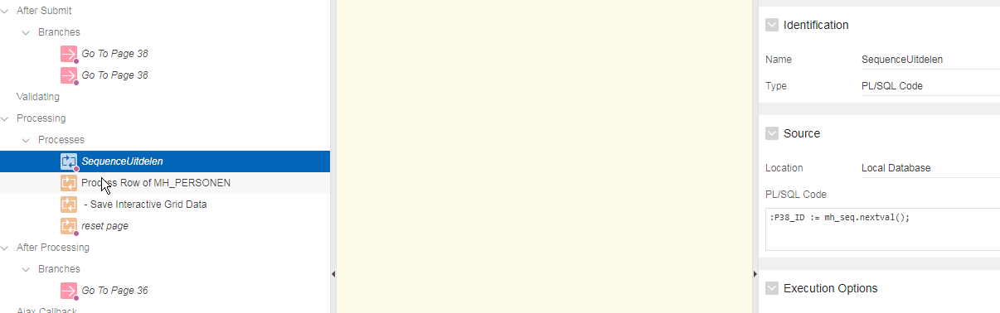 After Submit
Branches
Go To Page 38
Go To Page 38
Validating
Processing
Processes
SequenceUitdelen
Process Row of MH_PERSONEN
- Save Interactive Grid Data
reset page
After Processing
Branches
Go To Page 36
Ajax Callback
Identification
Name SequenceUitdelen
Type PL/SQL Code
Source
Location Local Database
PL/SQL Code
:P38_ID := mh_seq.nextval();
Execution Options